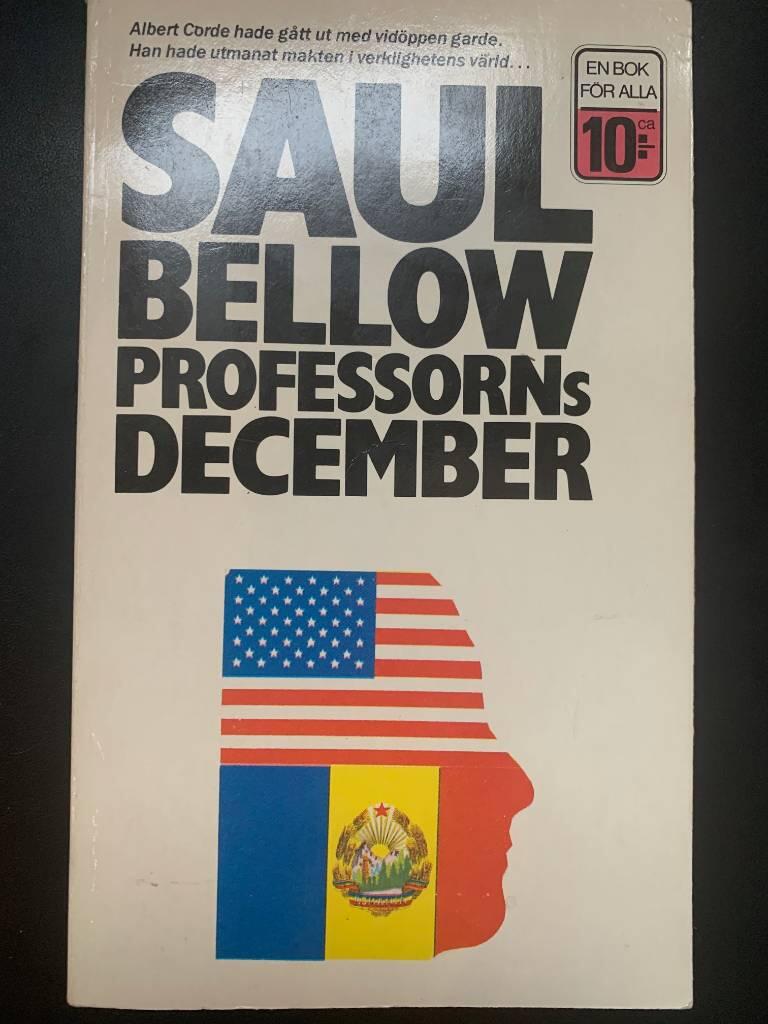 Albert Corde hade gått ut med vidöppen garde.
Han hade utmanat makten i verklighetens värld...
EN BOK
FÖR ALLA
ca
10:-
SAUL
BELLOW
PROFESSORNs
DECEMBER